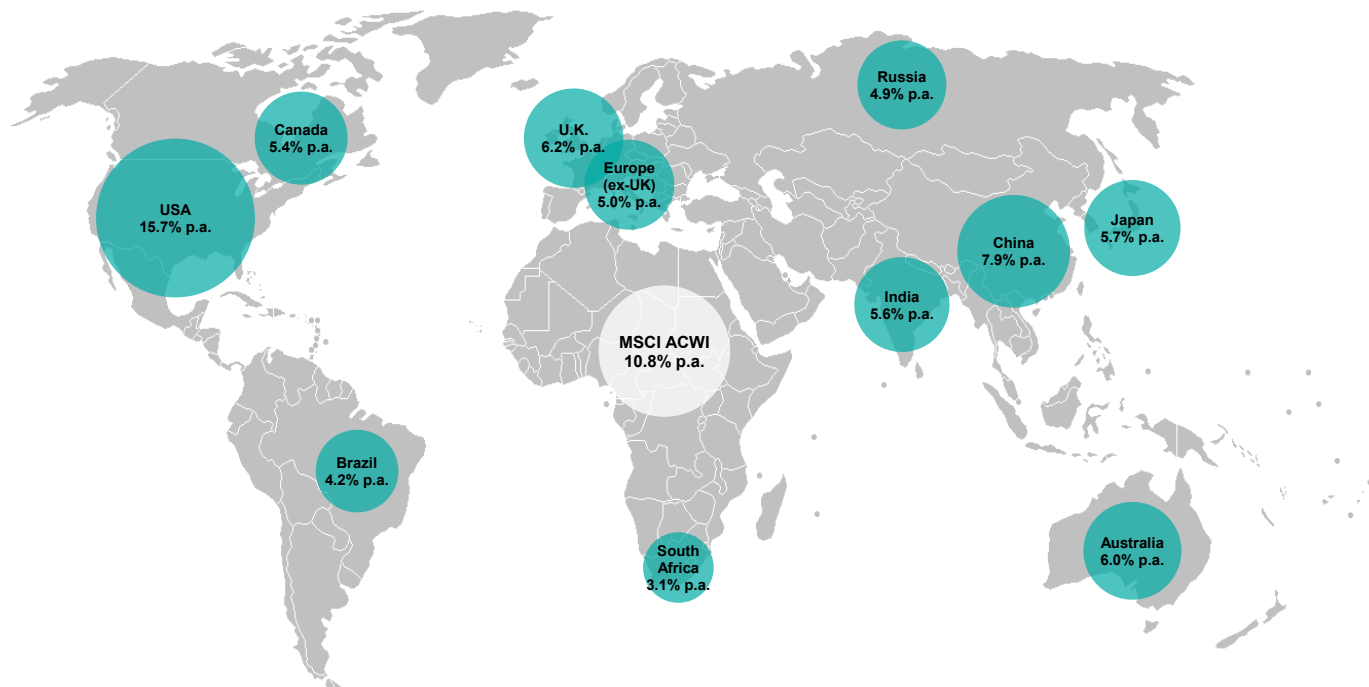 Russia
4.9% p.a.
Canada
5.4% p.a.
U.K.
6.2% p.a.
Europe
(ex-UK)
5.0% p.a.
USA
15.7% p.a.
Japan
5.7% p.a.
China
7.9% p.a.
India
5.6% p.a.
MSCI ACWI
10.8% p.a.
Brazil
4.2% p.a.
Australia
6.0% p.a.
South
Africa
3.1% p.a.